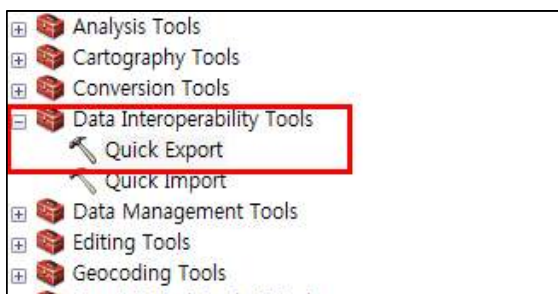 Analysis Tools
Cartography Tools
Conversion Tools
Data Interoperability Tools
Quick Export
Quick Import
Data Management Tools
Editing Tools
Geocoding Tools